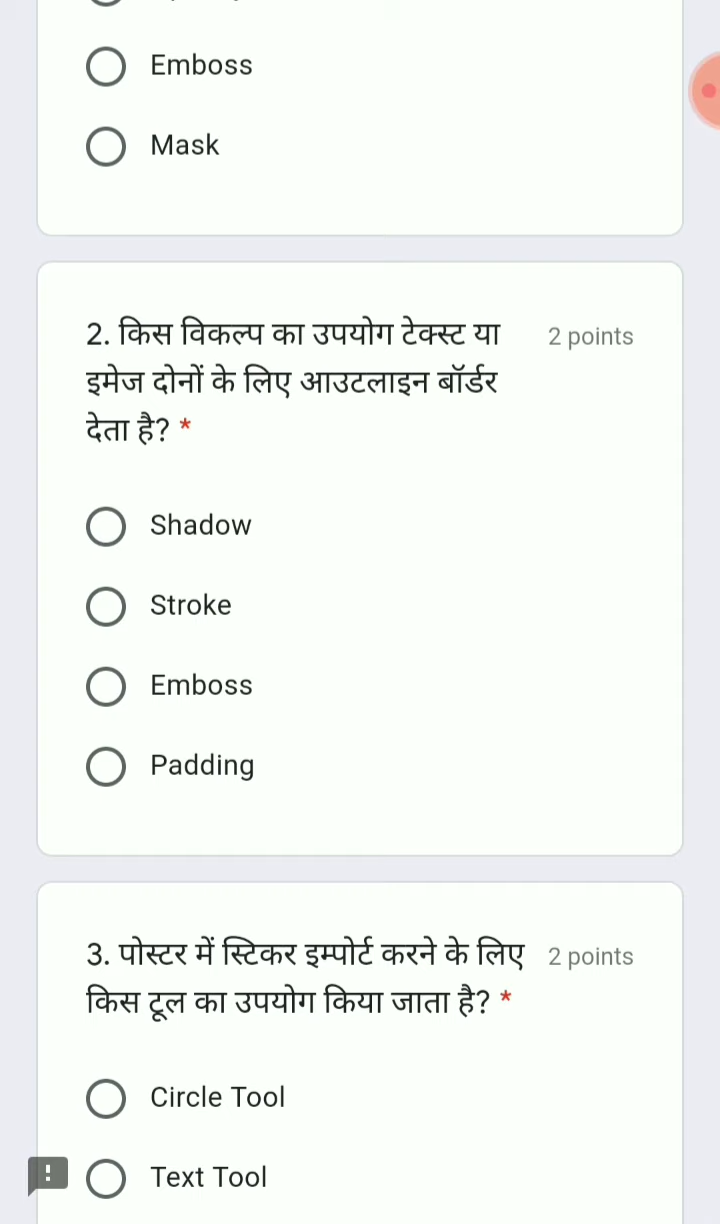 Emboss
Mask
2. किस विकल्प का उपयोग टेक्स्ट या 2 points
इमेज दोनों के लिए आउटलाइन बॉर्डर
देता है? *
Shadow
Stroke
Emboss
Padding
3. पोस्टर में स्टिकर इम्पोर्ट करने के लिए 2 points
किस टूल का उपयोग किया जाता है? *
Circle Tool
Text Tool